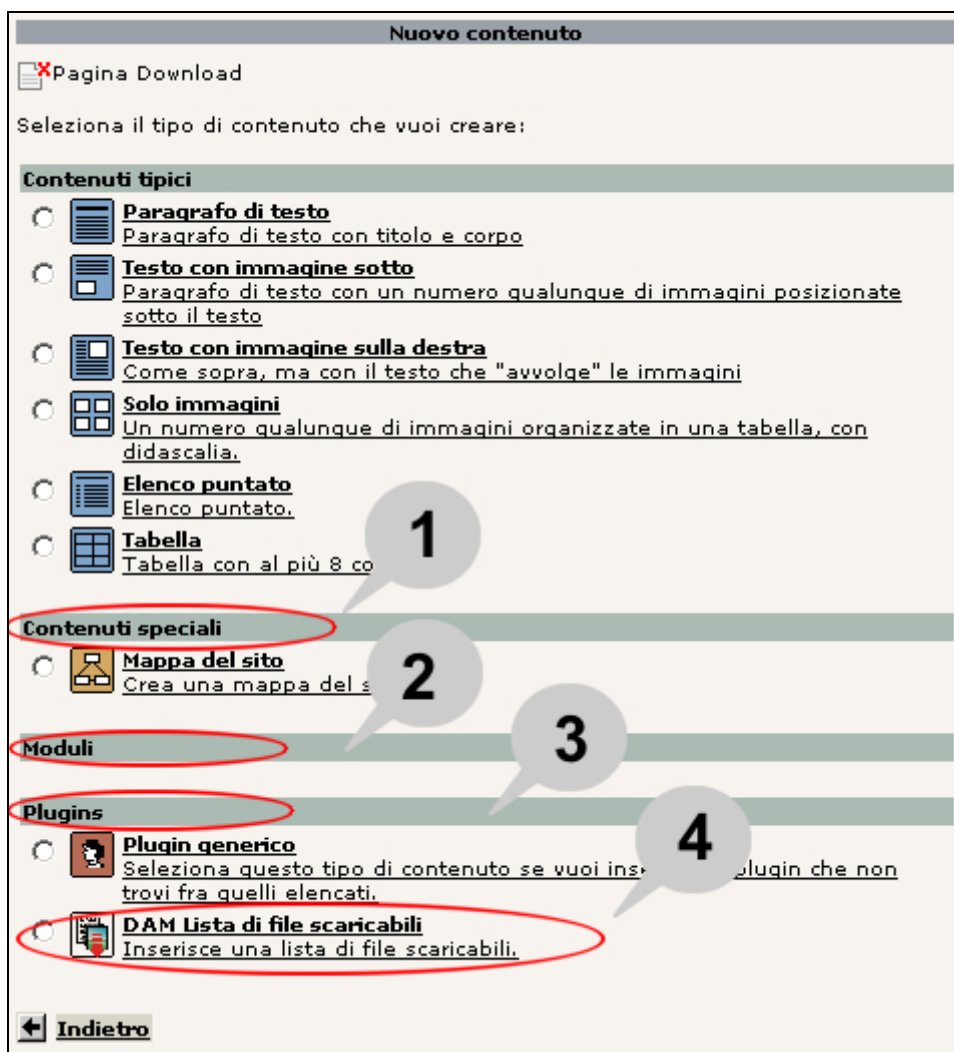 Nuovo contenuto
Pagina Download
Seleziona il tipo di contenuto che vuoi creare:
Contenuti tipici
Paragrafo di testo
Paragrafo di testo con titolo e corpo
Testo con immagine sotto
Paragrafo di testo con un numero qualunque di immagini posizionate
sotto il testo
Testo con immagine sulla destra
Come sopra, ma con il testo che "avvolge" le immagini
Solo immagini
Un numero qualunque di immagini organizzate in una tabella, con
didascalia.
Elenco puntato
Elenco puntato.
1
Tabella
Tabella con al più 8
Contenuti speciali
Mappa del sito
Crea una mappa del
2
Moduli
3
Plugins
4
Plugin generico
Seleziona questo tipo di contenuto se vuoi plugin che non
trovi fra quelli elencati.
DAM Lista di file scaricabili
Inserisce una lista di file scaricabili.
Indietro